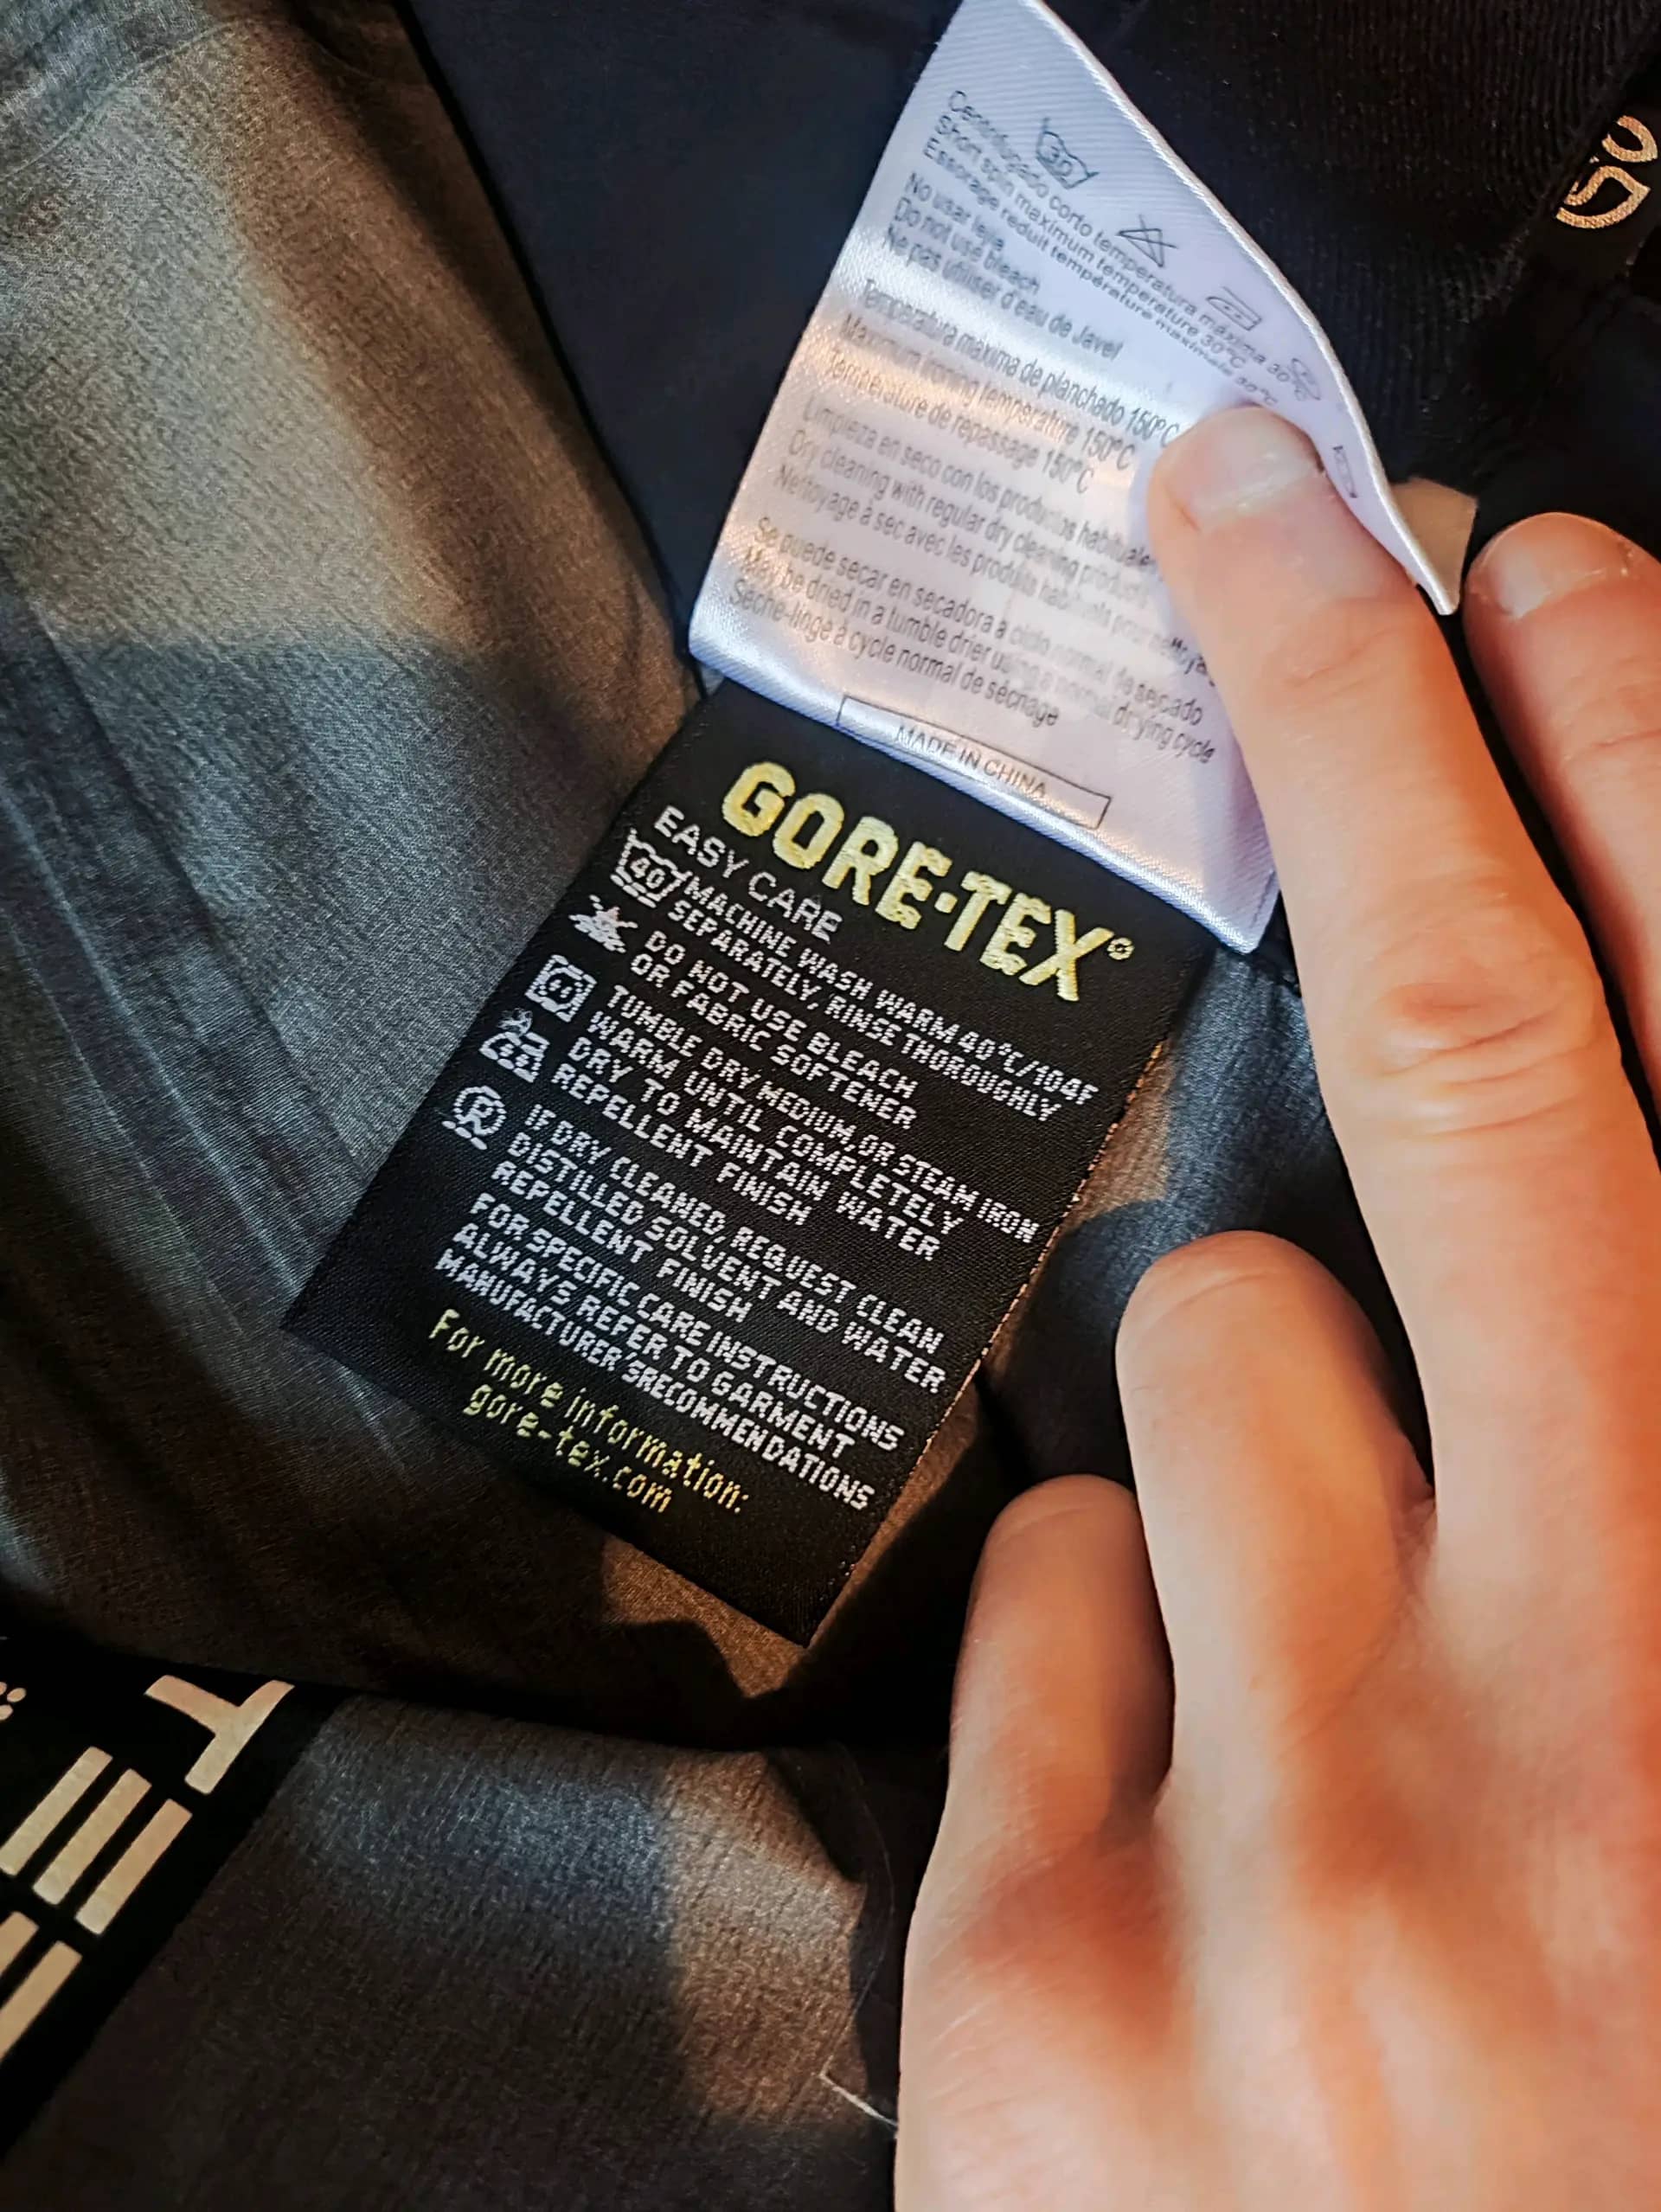 30
Centrifugado corto temperatura máxima 30°C
Short spin maximum temperature 30°C
Essorage reduit température maximale 30°C
No usar lejía
Do not use bleach
Ne pas utiliser d'eau de Javel
Temperatura máxima de planchado 150°C
Maximum ironing temperature 150°C
Température de repassage 150°C
Limpieza en seco con los productos habituale
Dry cleaning with regular dry cleaning products
Nettoyage à sec avec les produits habituels pour
Se puede secar en secadora a ciclo normal de secado
May be dried in a tumble drier using a normal drying cycle
Seche-linge à cycle normal de séchage
MADE IN CHINA
GORE-TEX®
EASY CARE
40 MACHINE WASH WARM 40°C/104F
SEPARATELY, RINSE THOROUGHLY
DO NOT USE BLEACH
OR FABRIC SOFTENER
TUMBLE DRY MEDIUM, OR STEAM IRON
WARM UNTIL COMPLETELY
DRY, TO MAINTAIN WATER
REPELLENT FINISH
P IF DRY CLEANED, REQUEST CLEAN
DISTILLED SOLVENT AND WATER
REPELLENT FINISH
FOR SPECIFIC CARE INSTRUCTIONS
ALWAYS REFER TO GARMENT
MANUFACTURER'SRECOMMENDATIONS
For more information:
gore-tex.com